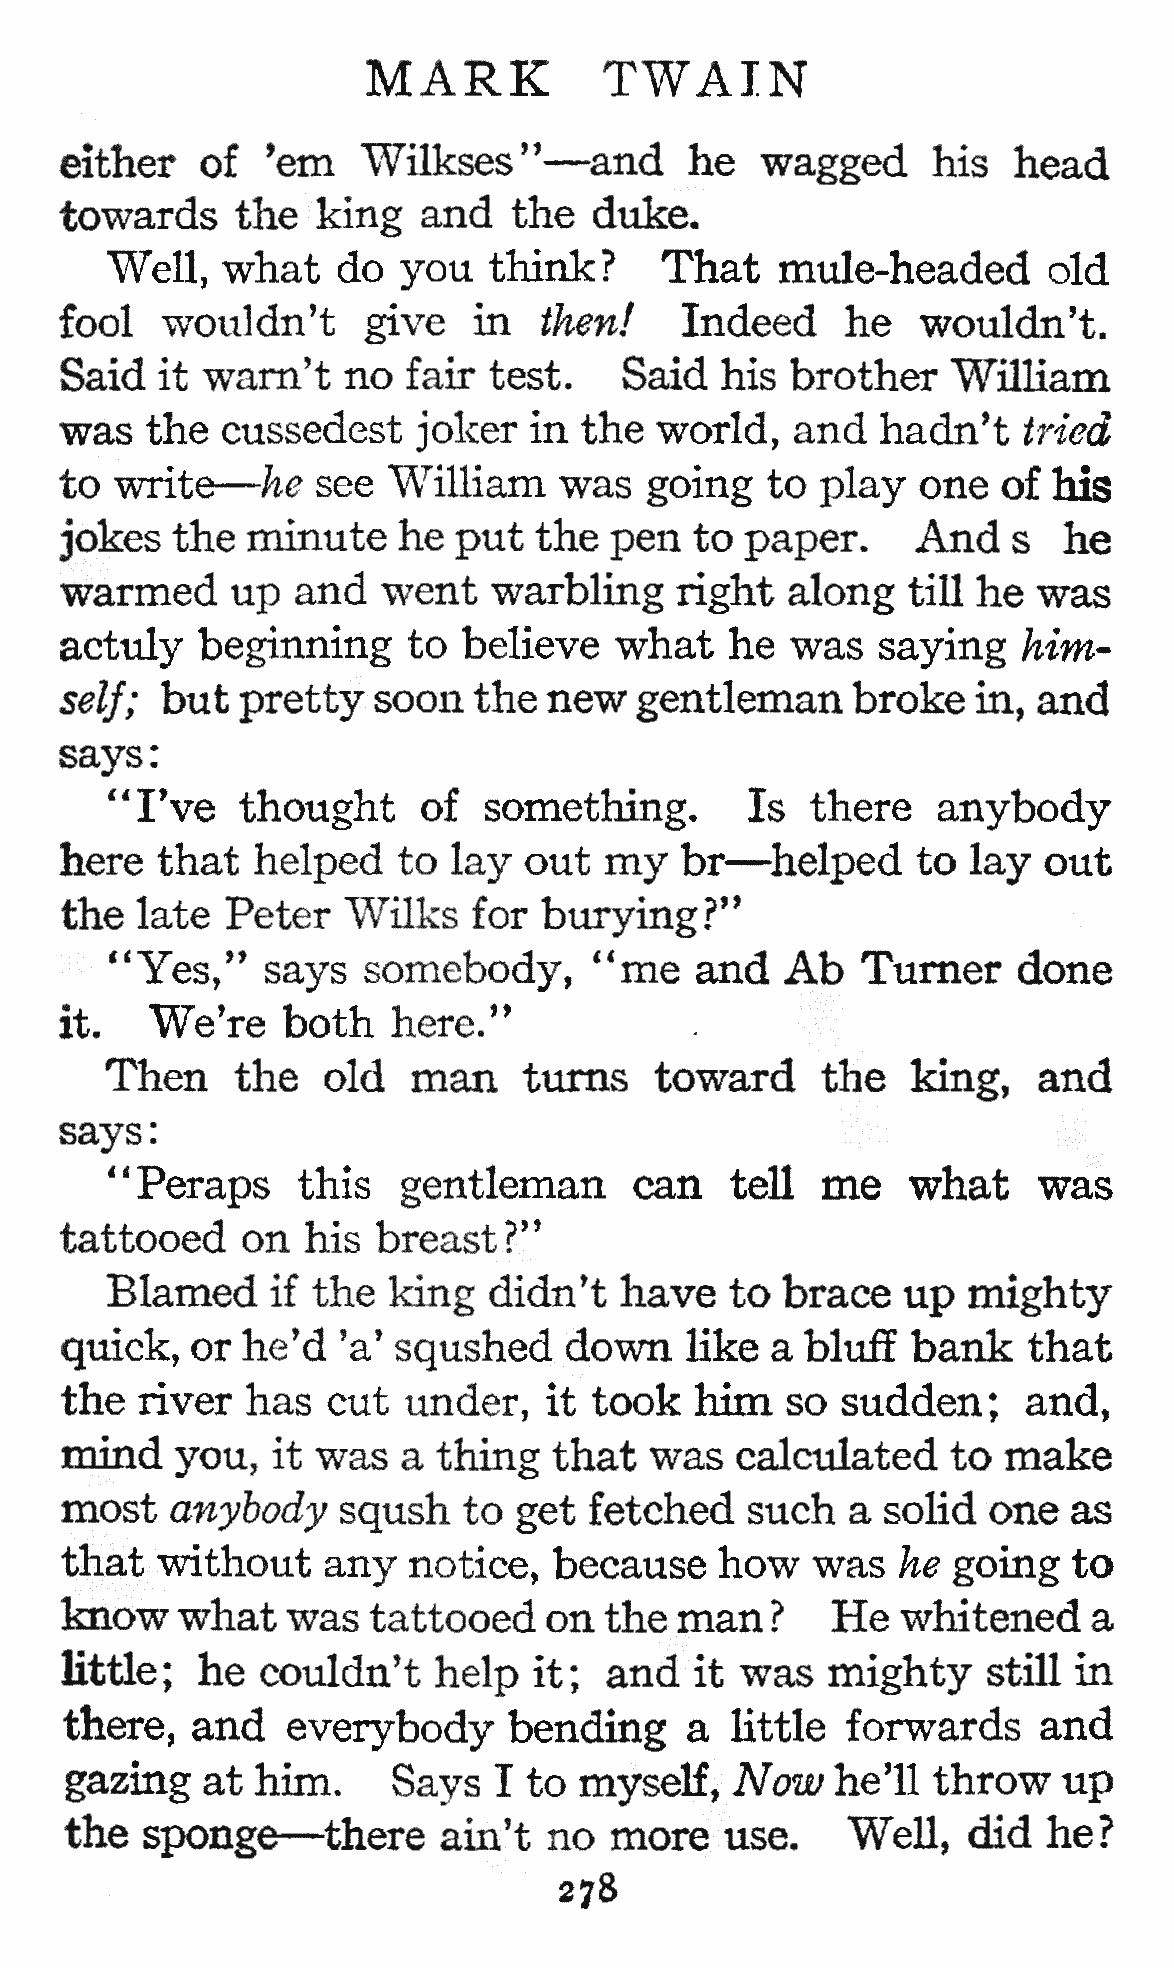 MARK TWAIN
either of 'em Wilkses"—and he wagged his head
towards the king and the duke.
Well, what do you think? That mule-headed old
fool wouldn't give in then! Indeed he wouldn't.
Said it warn't no fair test. Said his brother William
was the cussedest joker in the world, and hadn't tried
to write—he see William was going to play one of his
jokes the minute he put the pen to paper. And s he
warmed up and went warbling right along till he was
actuly beginning to believe what he was saying him-
self; but pretty soon the new gentleman broke in, and
says:
"I've thought of something. Is there anybody
here that helped to lay out my br—helped to lay out
the late Peter Wilks for burying?"
"Yes," says somebody, "me and Ab Turner done
it. We're both here."
Then the old man turns toward the king, and
says:
"Peraps this gentleman can tell me what was
tattooed on his breast?"
Blamed if the king didn't have to brace up mighty
quick, or he'd 'a' squshed down like a bluff bank that
the river has cut under, it took him so sudden; and,
mind you, it was a thing that was calculated to make
most anybody sqush to get fetched such a solid one as
that without any notice, because how was he going to
know what was tattooed on the man? He whitened a
little; he couldn't help it; and it was mighty still in
there, and everybody bending a little forwards and
gazing at him. Says I to myself, Now he'll throw up
the sponge—there ain't no more use. Well, did he?
278